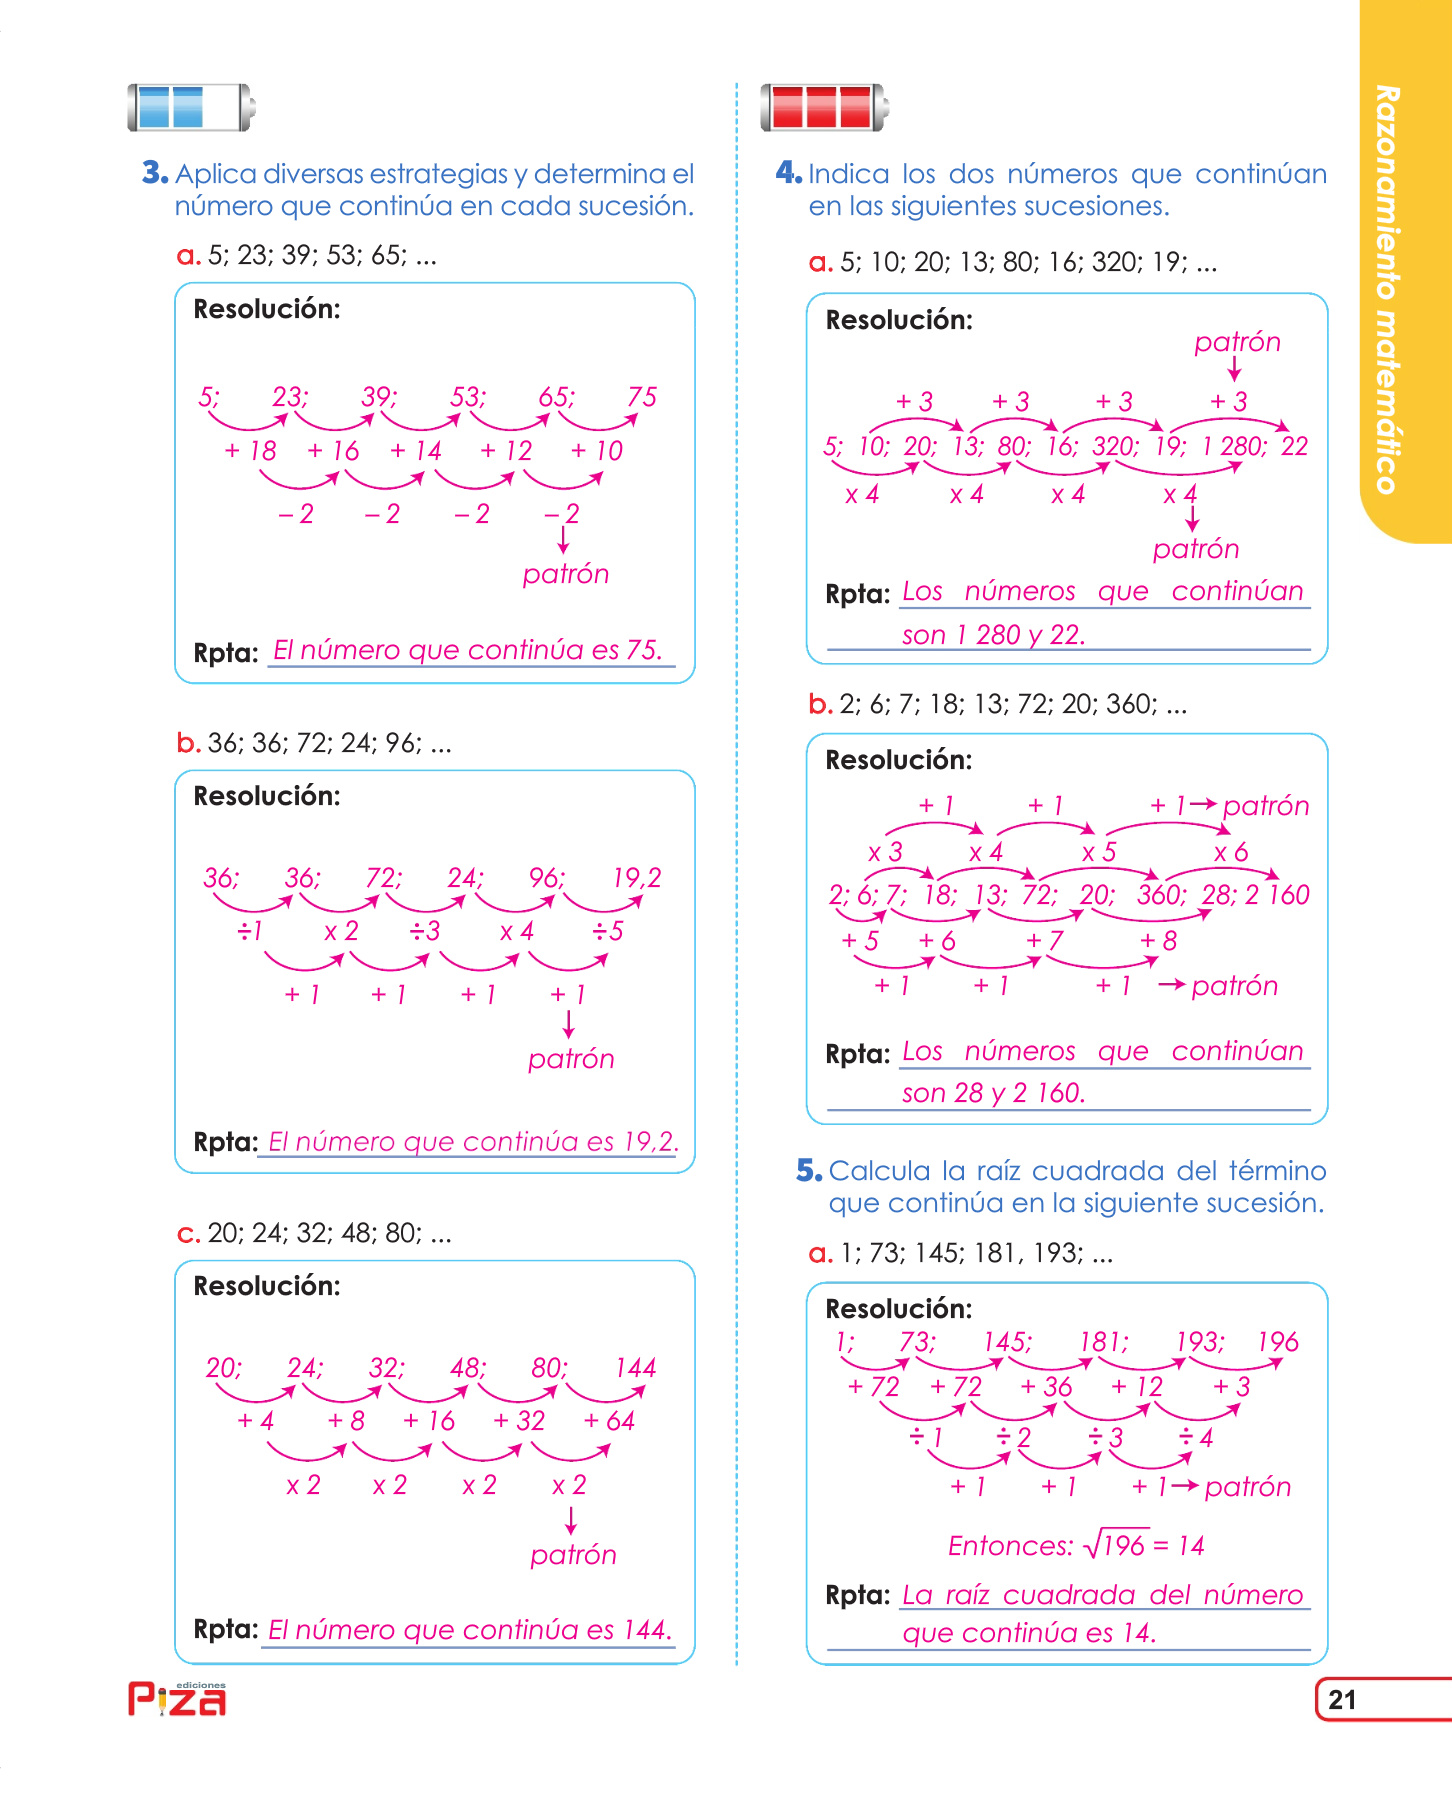 3. Aplica diversas estrategias y determina el
número que continúa en cada sucesión.
a. 5; 23; 39; 53; 65; ...
Resolución:
5; 23; 39; 53; 65; 75
+ 18 + 16 + 14 + 12 + 10
– 2 – 2 – 2 – 2
patrón
Rpta: El número que continúa es 75.
b. 36; 36; 72; 24; 96; ...
Resolución:
36; 36; 72; 24; 96; 19,2
÷1 x 2 ÷3 x 4 ÷5
+ 1 + 1 + 1 + 1
patrón
Rpta: El número que continúa es 19,2.
c. 20; 24; 32; 48; 80; ...
Resolución:
20; 24; 32; 48; 80; 144
+ 4 + 8 + 16 + 32 + 64
x 2 x 2 x 2 x 2
patrón
Rpta: El número que continúa es 144.
4. Indica los dos números que continúan
en las siguientes sucesiones.
a. 5; 10; 20; 13; 80; 16; 320; 19; ...
Resolución:
patrón
+ 3 + 3 + 3 + 3
5; 10; 20; 13; 80; 16; 320; 19; 1 280; 22
x 4 x 4 x 4 x 4
patrón
Rpta: Los números que continúan
son 1 280 y 22.
b. 2; 6; 7; 18; 13; 72; 20; 360; ...
Resolución:
+ 1 + 1 + 1 patrón
x 3 x 4 x 5 x 6
2; 6; 7; 18; 13; 72; 20; 360; 28; 2 160
+ 5 + 6 + 7 + 8
+ 1 + 1 + 1 patrón
Rpta: Los números que continúan
son 28 y 2 160.
5. Calcula la raíz cuadrada del término
que continúa en la siguiente sucesión.
a. 1; 73; 145; 181, 193; ...
Resolución:
1; 73; 145; 181; 193; 196
+ 72 + 72 + 36 + 12 + 3
÷ 1 ÷ 2 ÷ 3 ÷ 4
+ 1 + 1 + 1 patrón
Entonces: √196 = 14
Rpta: La raíz cuadrada del número
que continúa es 14.
Razonamiento matemático
ediciones
Piza
21